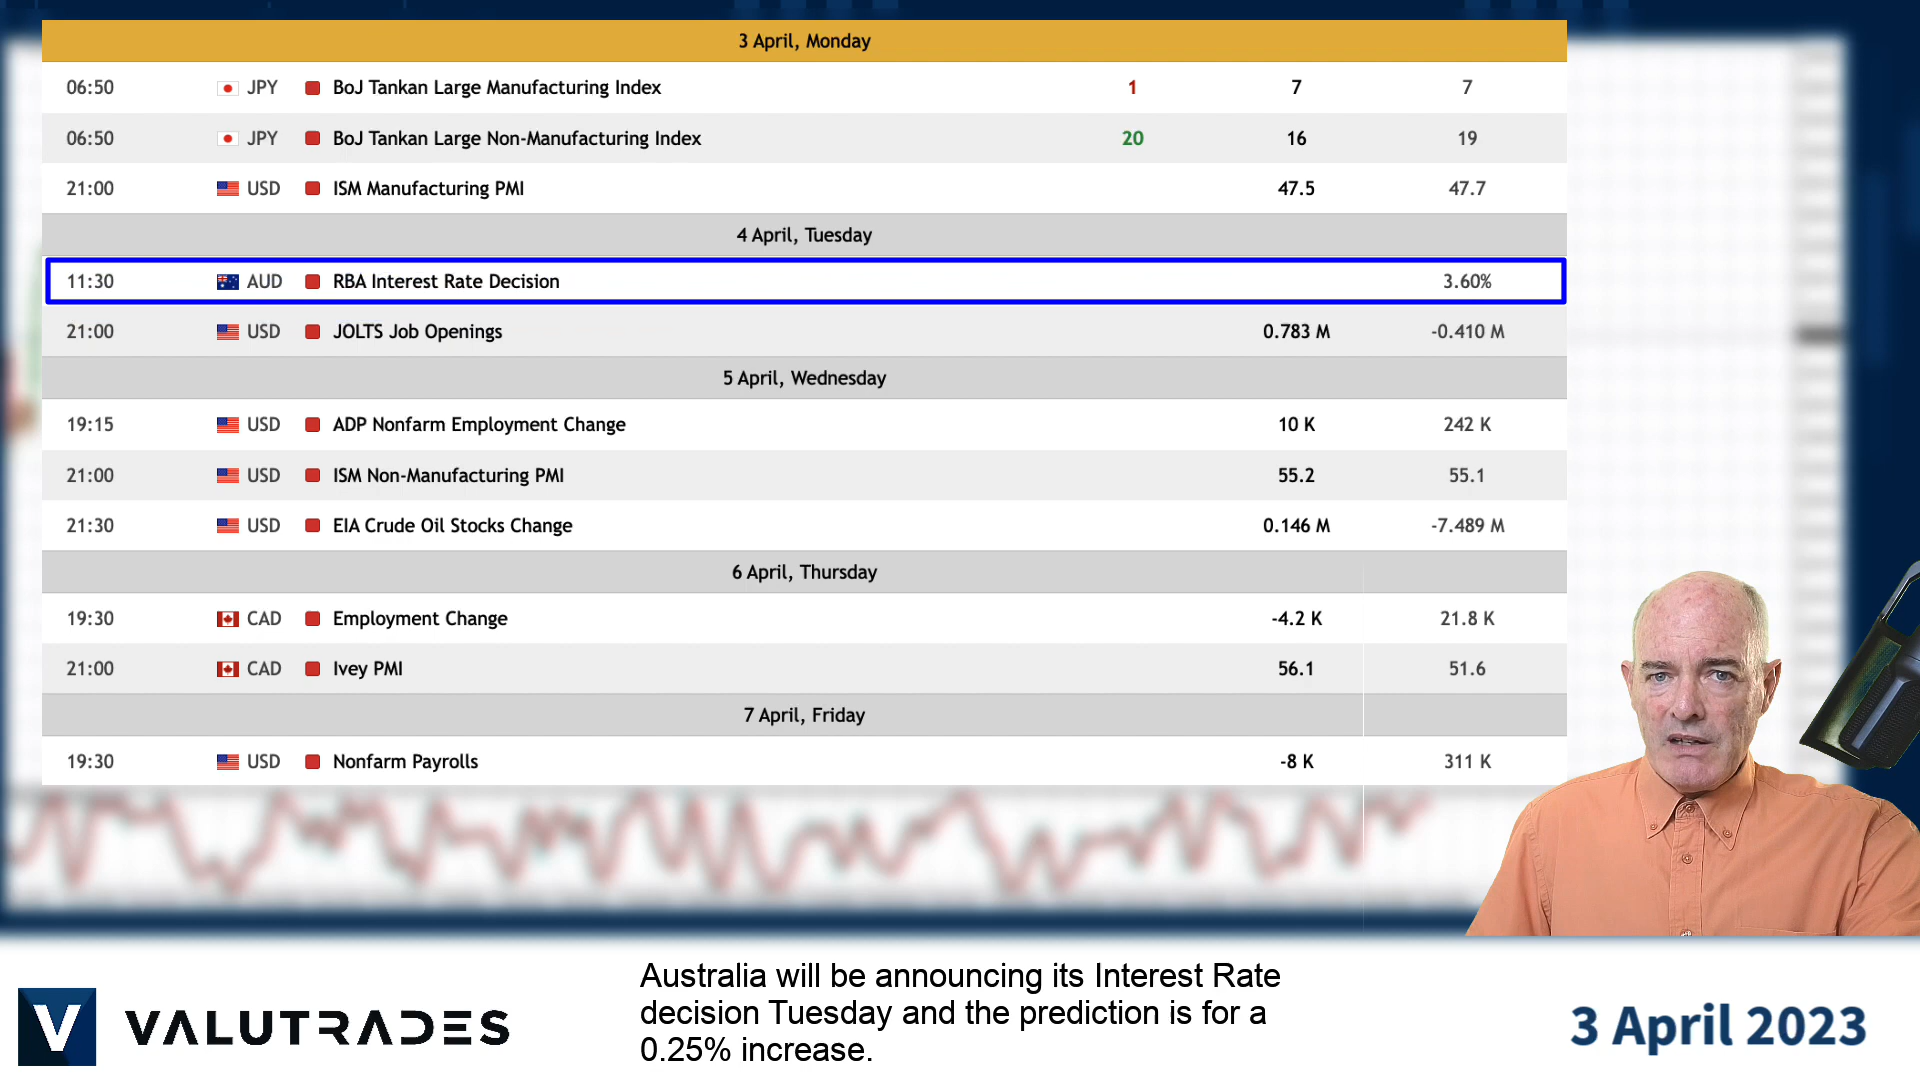 3 April, Monday
06:50 JPY BoJ Tankan Large Manufacturing Index 1 7 7
06:50 JPY BoJ Tankan Large Non-Manufacturing Index 20 16 19
21:00 USD ISM Manufacturing PMI 47.5 47.7
4 April, Tuesday
11:30 AUD RBA Interest Rate Decision 3.60%
21:00 USD JOLTS Job Openings 0.783 M -0.410 M
5 April, Wednesday
19:15 USD ADP Nonfarm Employment Change 10 K 242 K
21:00 USD ISM Non-Manufacturing PMI 55.2 55.1
21:30 USD EIA Crude Oil Stocks Change 0.146 M -7.489 M
6 April, Thursday
19:30 CAD Employment Change -4.2 K 21.8 K
21:00 CAD Ivey PMI 56.1 51.6
7 April, Friday
19:30 USD Nonfarm Payrolls -8 K 311 K
V VALUTRADES
Australia will be announcing its Interest Rate
decision Tuesday and the prediction is for a
0.25% increase.
3 April 2023